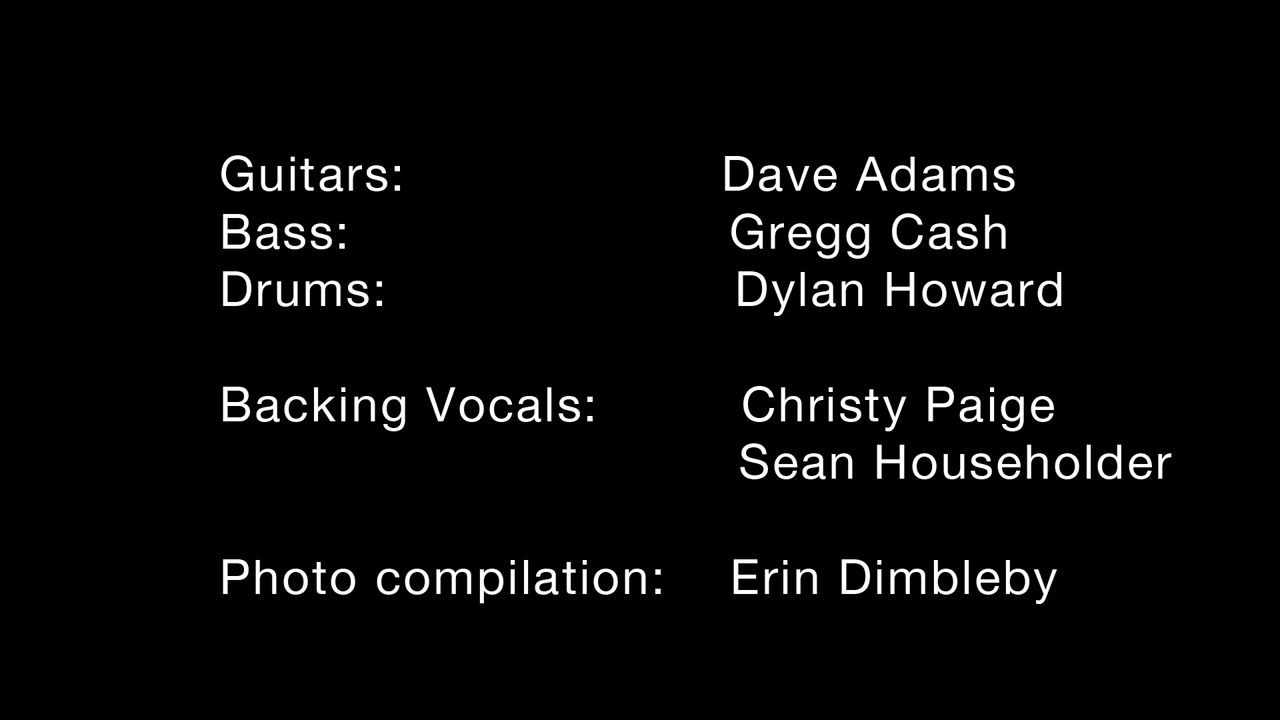 Guitars: Dave Adams
Bass: Gregg Cash
Drums: Dylan Howard
Backing Vocals: Christy Paige
Sean Householder
Photo compilation: Erin Dimbleby